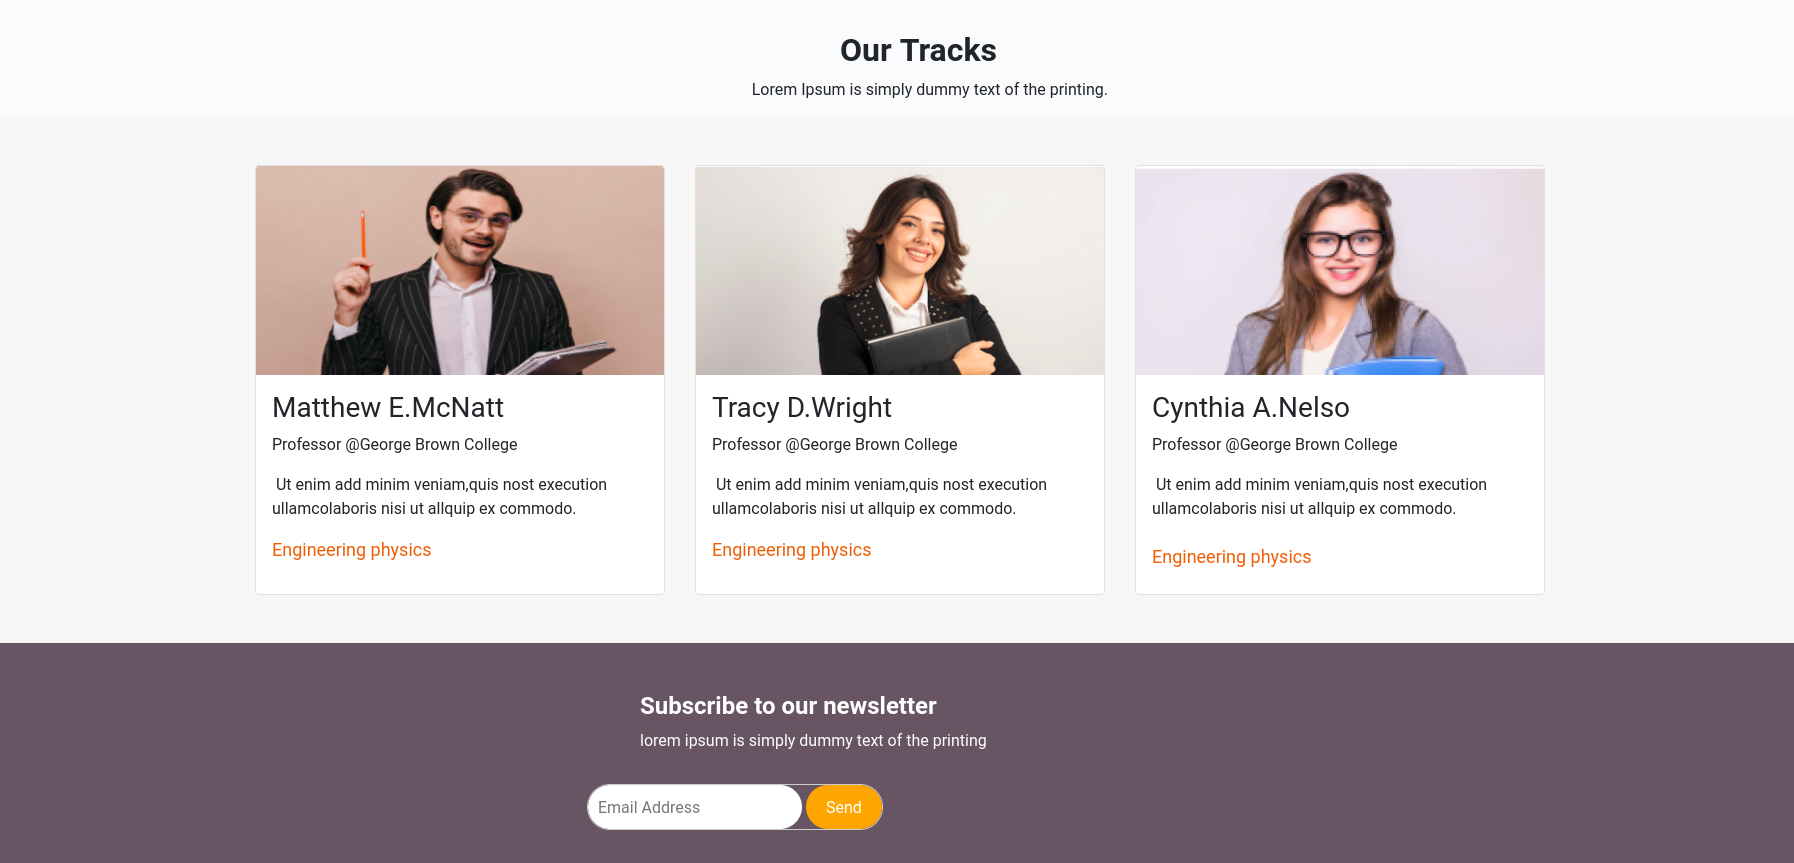 Our Tracks
Lorem Ipsum is simply dummy text of the printing.
Matthew E.McNatt
Professor @George Brown College
Ut enim add minim veniam,quis nost execution
ullamcolaboris nisi ut allquip ex commodo.
Engineering physics
Tracy D.Wright
Professor @George Brown College
Ut enim add minim veniam,quis nost execution
ullamcolaboris nisi ut allquip ex commodo.
Engineering physics
Cynthia A.Nelso
Professor @George Brown College
Ut enim add minim veniam,quis nost execution
ullamcolaboris nisi ut allquip ex commodo.
Engineering physics
Subscribe to our newsletter
lorem ipsum is simply dummy text of the printing
Email Address
Send